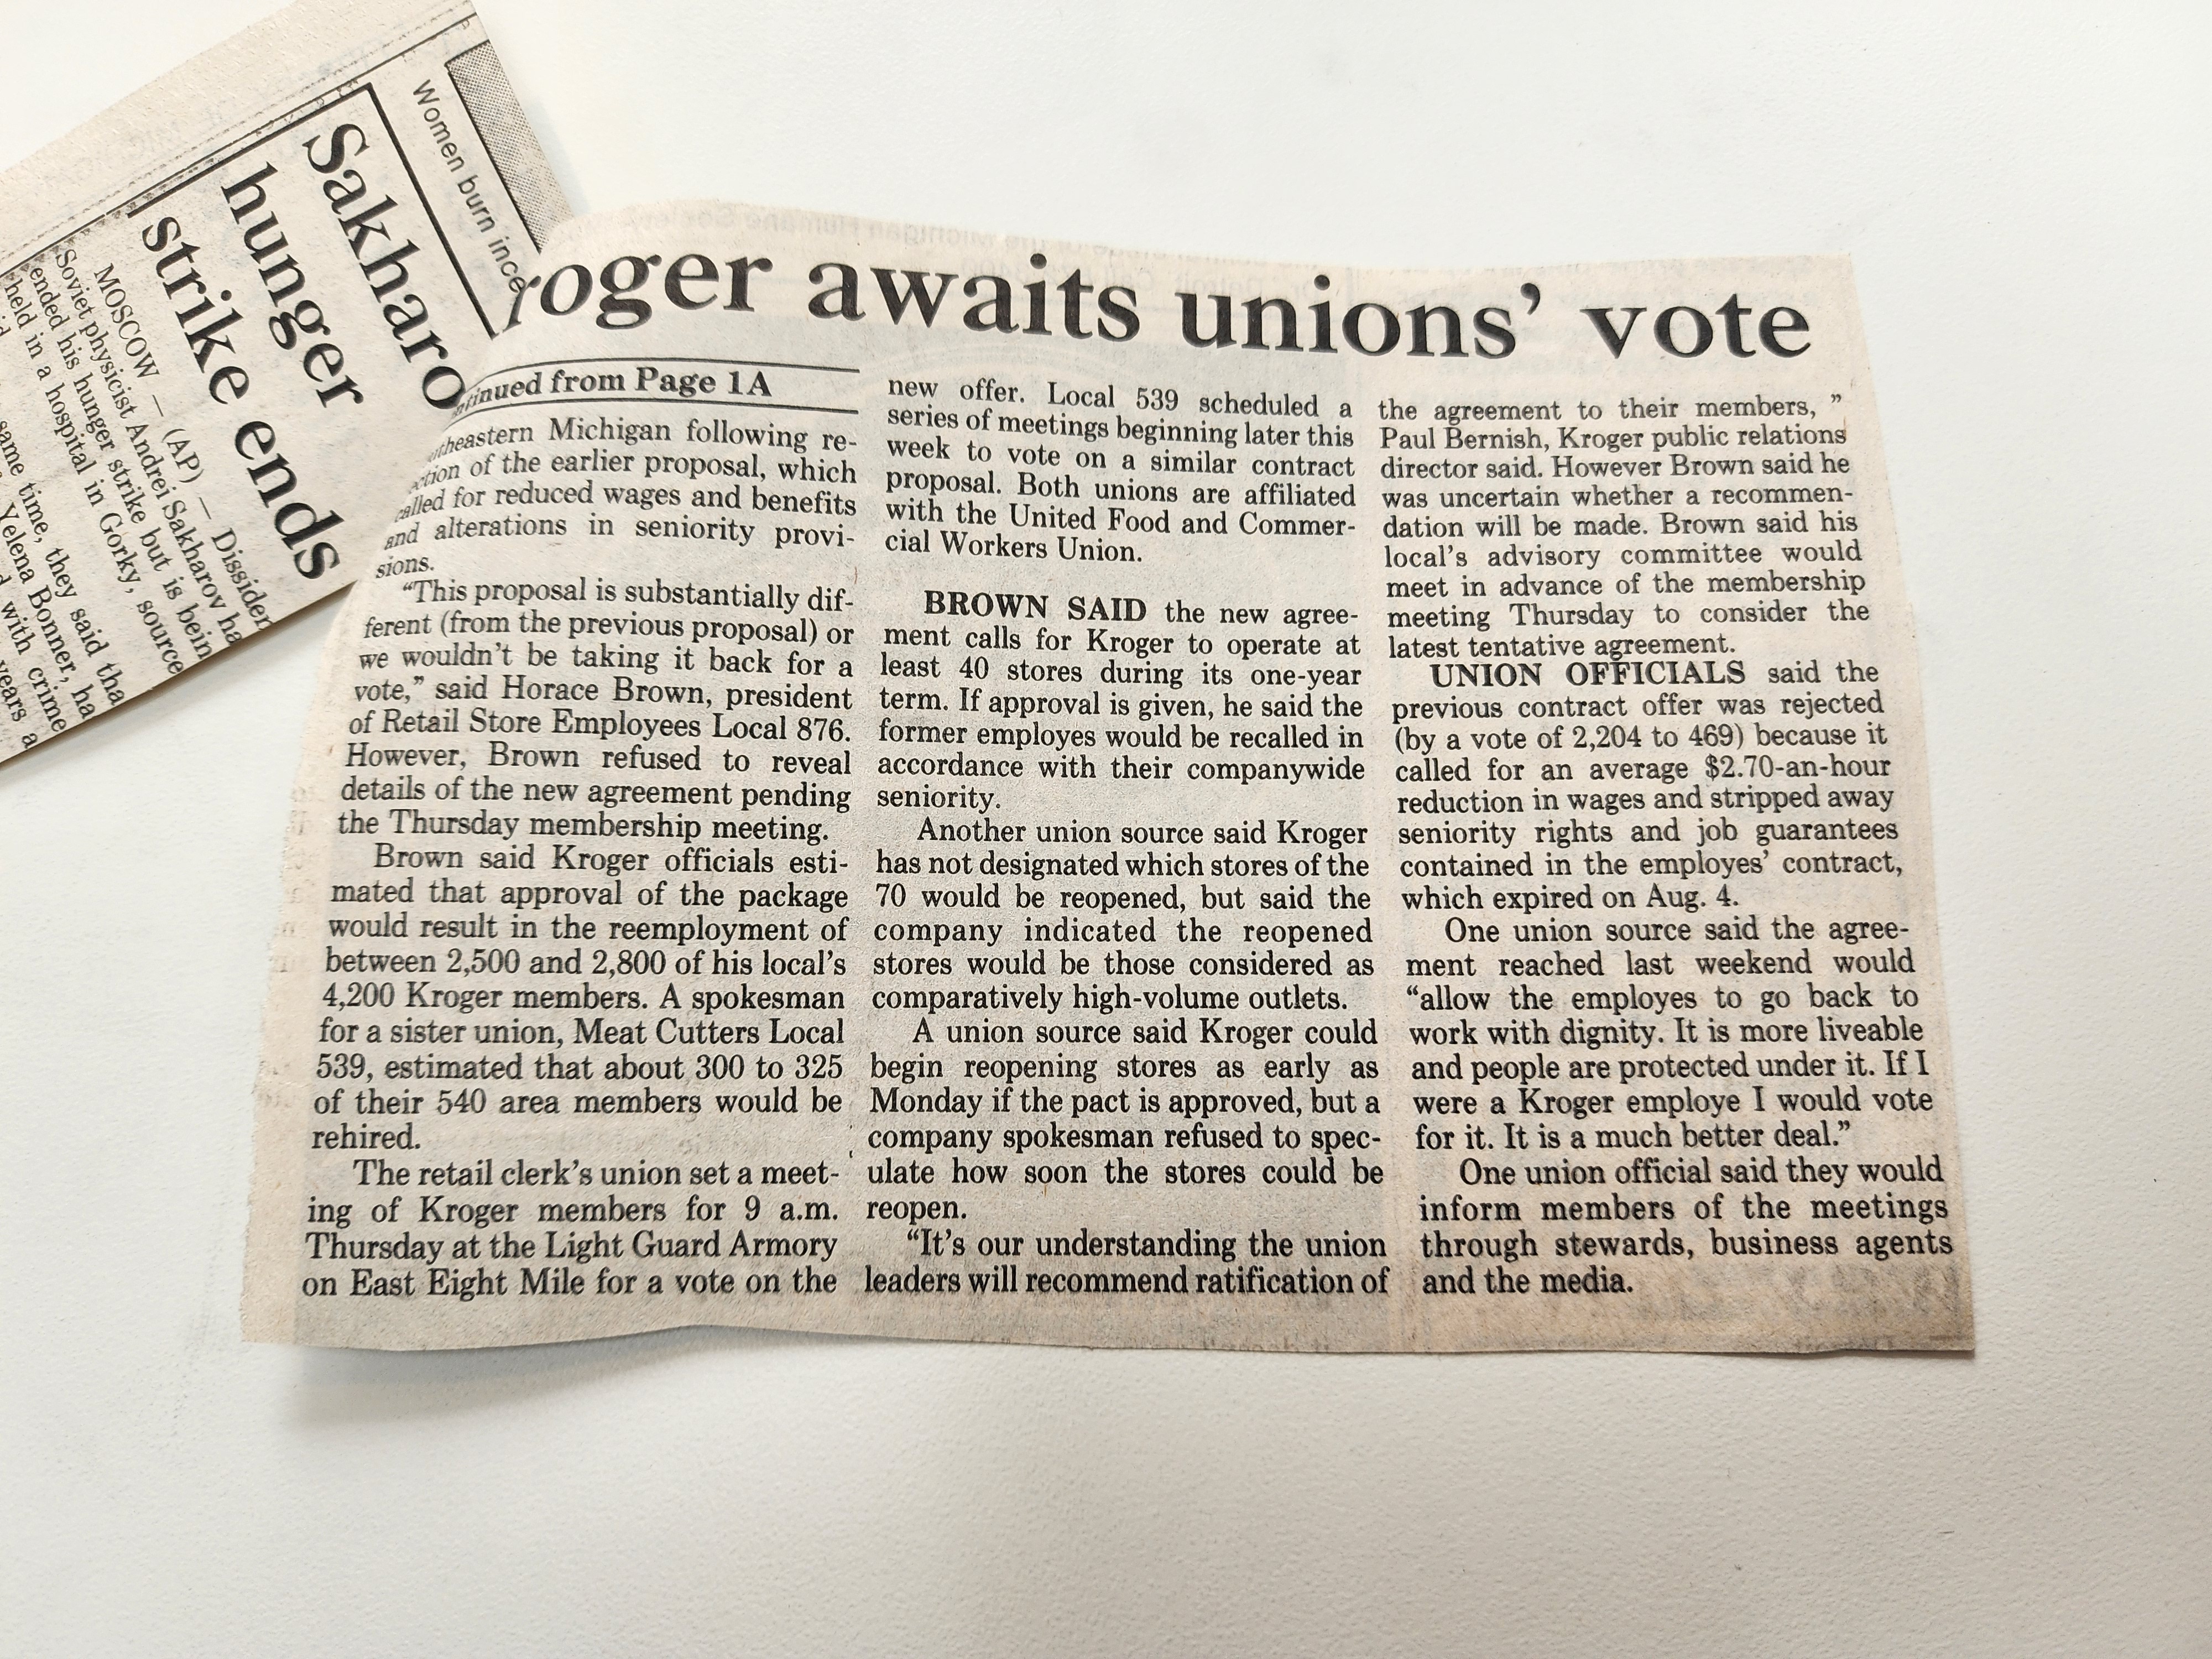 Women burn
Sakharo
hunger
strike ends
MOSCOW — (AP) — Dissiden
Soviet physicist Andrei Sakharov ha
ended his hunger strike but is bein
held in a hospital in Gorky, source
same time, they said tha
Yelena Bonner, ha
with crime
years a
roger awaits unions' vote
tinued from Page 1A
theastern Michigan following re-
ction of the earlier proposal, which
alled for reduced wages and benefits
and alterations in seniority provi-
sions.
“This proposal is substantially dif-
ferent (from the previous proposal) or
we wouldn't be taking it back for a
vote,” said Horace Brown, president
of Retail Store Employees Local 876.
However, Brown refused to reveal
details of the new agreement pending
the Thursday membership meeting.
Brown said Kroger officials esti-
mated that approval of the package
would result in the reemployment of
between 2,500 and 2,800 of his local's
4,200 Kroger members. A spokesman
for a sister union, Meat Cutters Local
539, estimated that about 300 to 325
of their 540 area members would be
rehired.
The retail clerk's union set a meet-
ing of Kroger members for 9 a.m.
Thursday at the Light Guard Armory
on East Eight Mile for a vote on the
new offer. Local 539 scheduled a
series of meetings beginning later this
week to vote on a similar contract
proposal. Both unions are affiliated
with the United Food and Commer-
cial Workers Union.
BROWN SAID the new agree-
ment calls for Kroger to operate at
least 40 stores during its one-year
term. If approval is given, he said the
former employes would be recalled in
accordance with their companywide
seniority.
Another union source said Kroger
has not designated which stores of the
70 would be reopened, but said the
company indicated the reopened
stores would be those considered as
comparatively high-volume outlets.
A union source said Kroger could
begin reopening stores as early as
Monday if the pact is approved, but a
company spokesman refused to spec-
ulate how soon the stores could be
reopen.
“It's our understanding the union
leaders will recommend ratification of
the agreement to their members, ”
Paul Bernish, Kroger public relations
director said. However Brown said he
was uncertain whether a recommen-
dation will be made. Brown said his
local's advisory committee would
meet in advance of the membership
meeting Thursday to consider the
latest tentative agreement.
UNION OFFICIALS said the
previous contract offer was rejected
(by a vote of 2,204 to 469) because it
called for an average $2.70-an-hour
reduction in wages and stripped away
seniority rights and job guarantees
contained in the employes' contract,
which expired on Aug. 4.
One union source said the agree-
ment reached last weekend would
“allow the employes to go back to
work with dignity. It is more liveable
and people are protected under it. If I
were a Kroger employe I would vote
for it. It is a much better deal.”
One union official said they would
inform members of the meetings
through stewards, business agents
and the media.